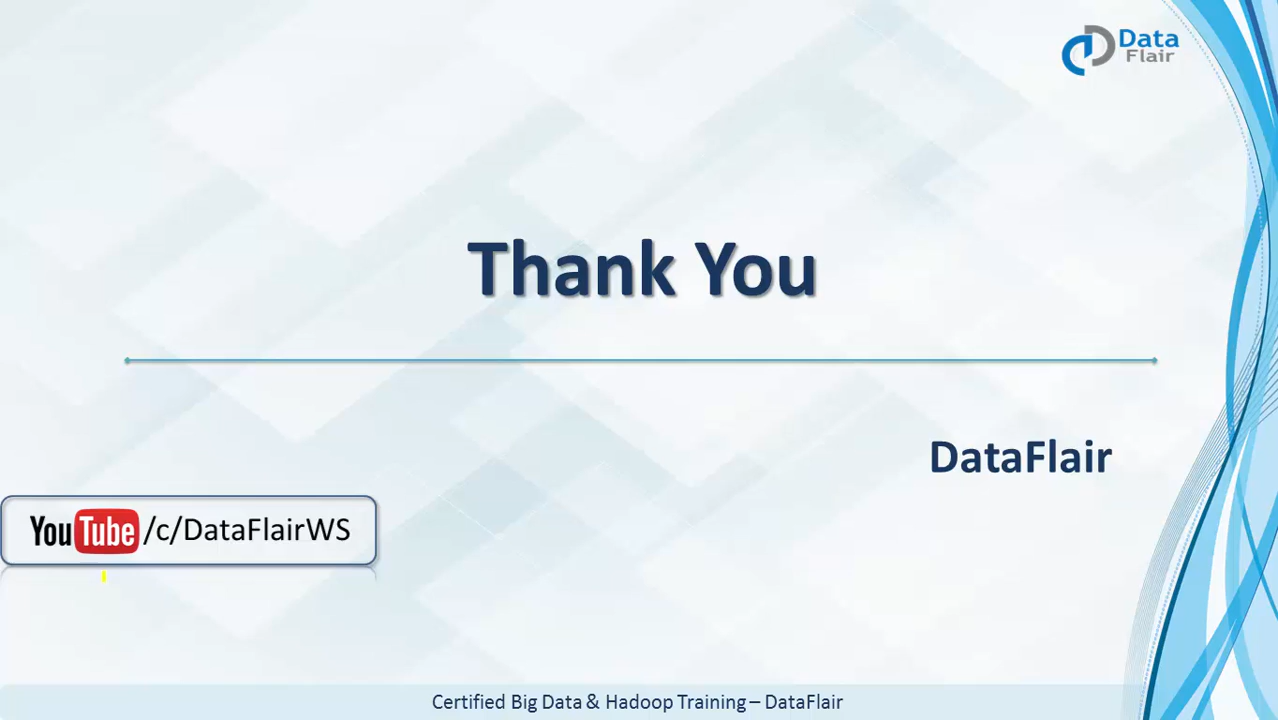 Data
Flair
Thank You
DataFlair
YouTube /c/DataFlairWS
Certified Big Data & Hadoop Training – DataFlair